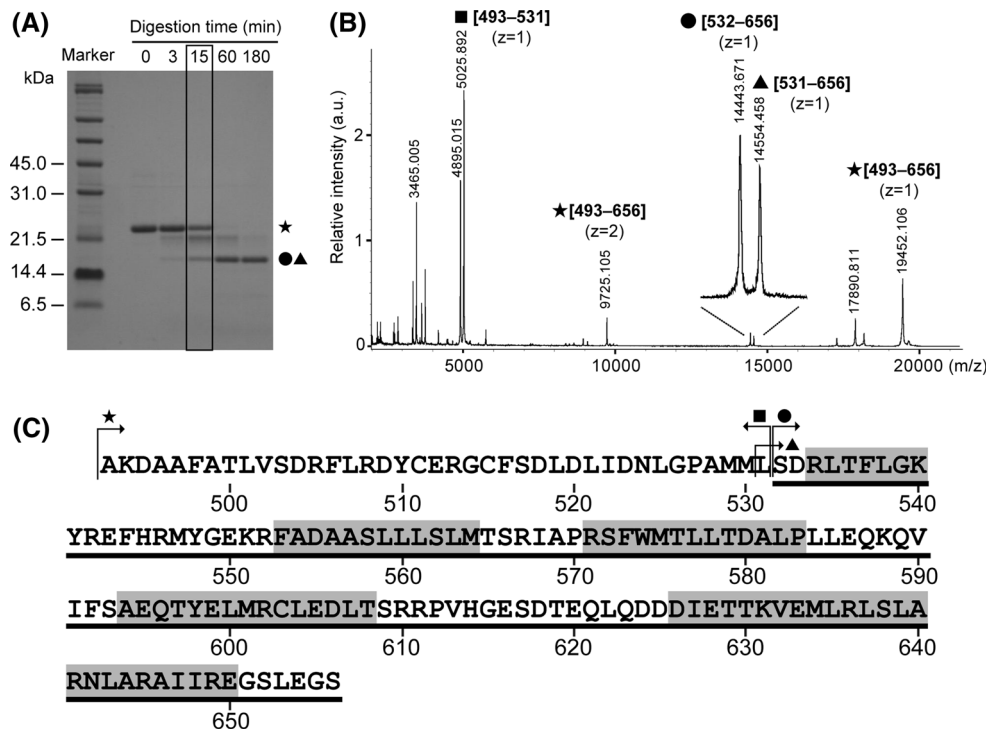 (A)
Digestion time (min)
Marker 0 3 15 60 180
kDa
45.0
31.0
21.5
14.4
6.5
★
●▲
(B)
Relative intensity (a.u.)
2
1
0
■ [493–531]
(z=1)
● [532–656]
(z=1)
▲ [531–656]
(z=1)
★ [493–656]
(z=2)
★ [493–656]
(z=1)
3465.005
4895.015
5025.892
9725.105
14443.671
14554.458
17890.811
19452.106
5000 10000 15000 20000 (m/z)
(C)
★ ■ ● ▲
AKDAAFATLVSDRFLRDYCERGCFSDLDLIDNLGPAMMLSDRLTFLGK
500 510 520 530 540
YREFHRMYGEKRFADAASLLLSLMTSRIAPRSFWMTLLTDALPLLEQKQV
550 560 570 580 590
IFSAEQTYELMRCLEDLTSRRPVHGESDTEQLQDDDIETTKVEMLRLSLA
600 610 620 630 640
RNLARAIIREGSLEGS
650